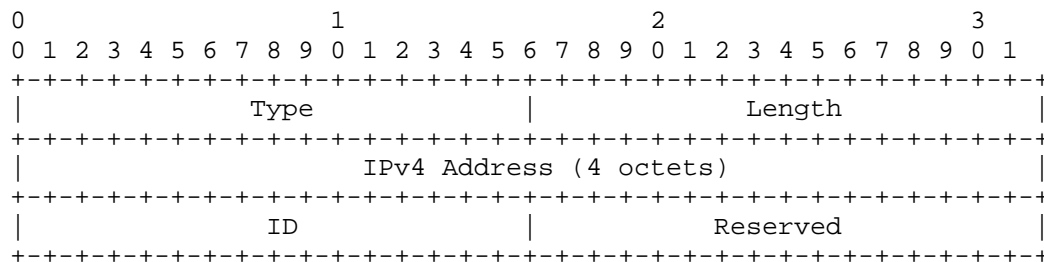 0                   1                   2                   3
0 1 2 3 4 5 6 7 8 9 0 1 2 3 4 5 6 7 8 9 0 1 2 3 4 5 6 7 8 9 0 1
+-+-+-+-+-+-+-+-+-+-+-+-+-+-+-+-+-+-+-+-+-+-+-+-+-+-+-+-+-+-+-+-+
|              Type             |             Length            |
+-+-+-+-+-+-+-+-+-+-+-+-+-+-+-+-+-+-+-+-+-+-+-+-+-+-+-+-+-+-+-+-+
|                     IPv4 Address (4 octets)                   |
+-+-+-+-+-+-+-+-+-+-+-+-+-+-+-+-+-+-+-+-+-+-+-+-+-+-+-+-+-+-+-+-+
|               ID              |           Reserved            |
+-+-+-+-+-+-+-+-+-+-+-+-+-+-+-+-+-+-+-+-+-+-+-+-+-+-+-+-+-+-+-+-+